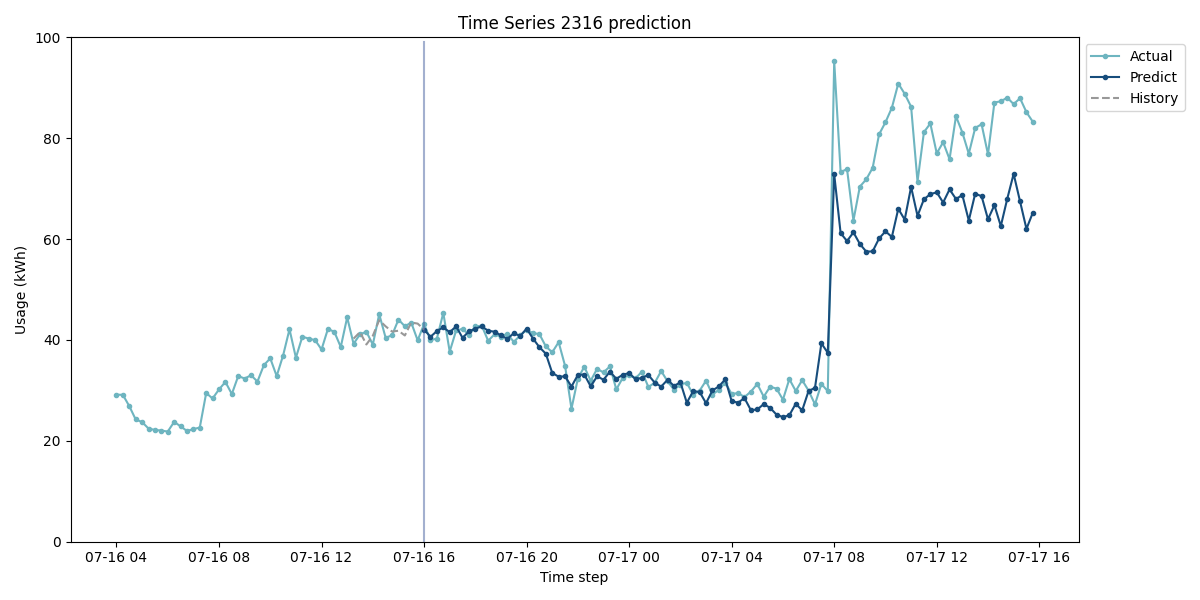 Time Series 2316 prediction
Usage (kWh)
100
80
60
40
20
0
07-16 04
07-16 08
07-16 12
07-16 16
07-16 20
07-17 00
07-17 04
07-17 08
07-17 12
07-17 16
Time step
Actual
Predict
History